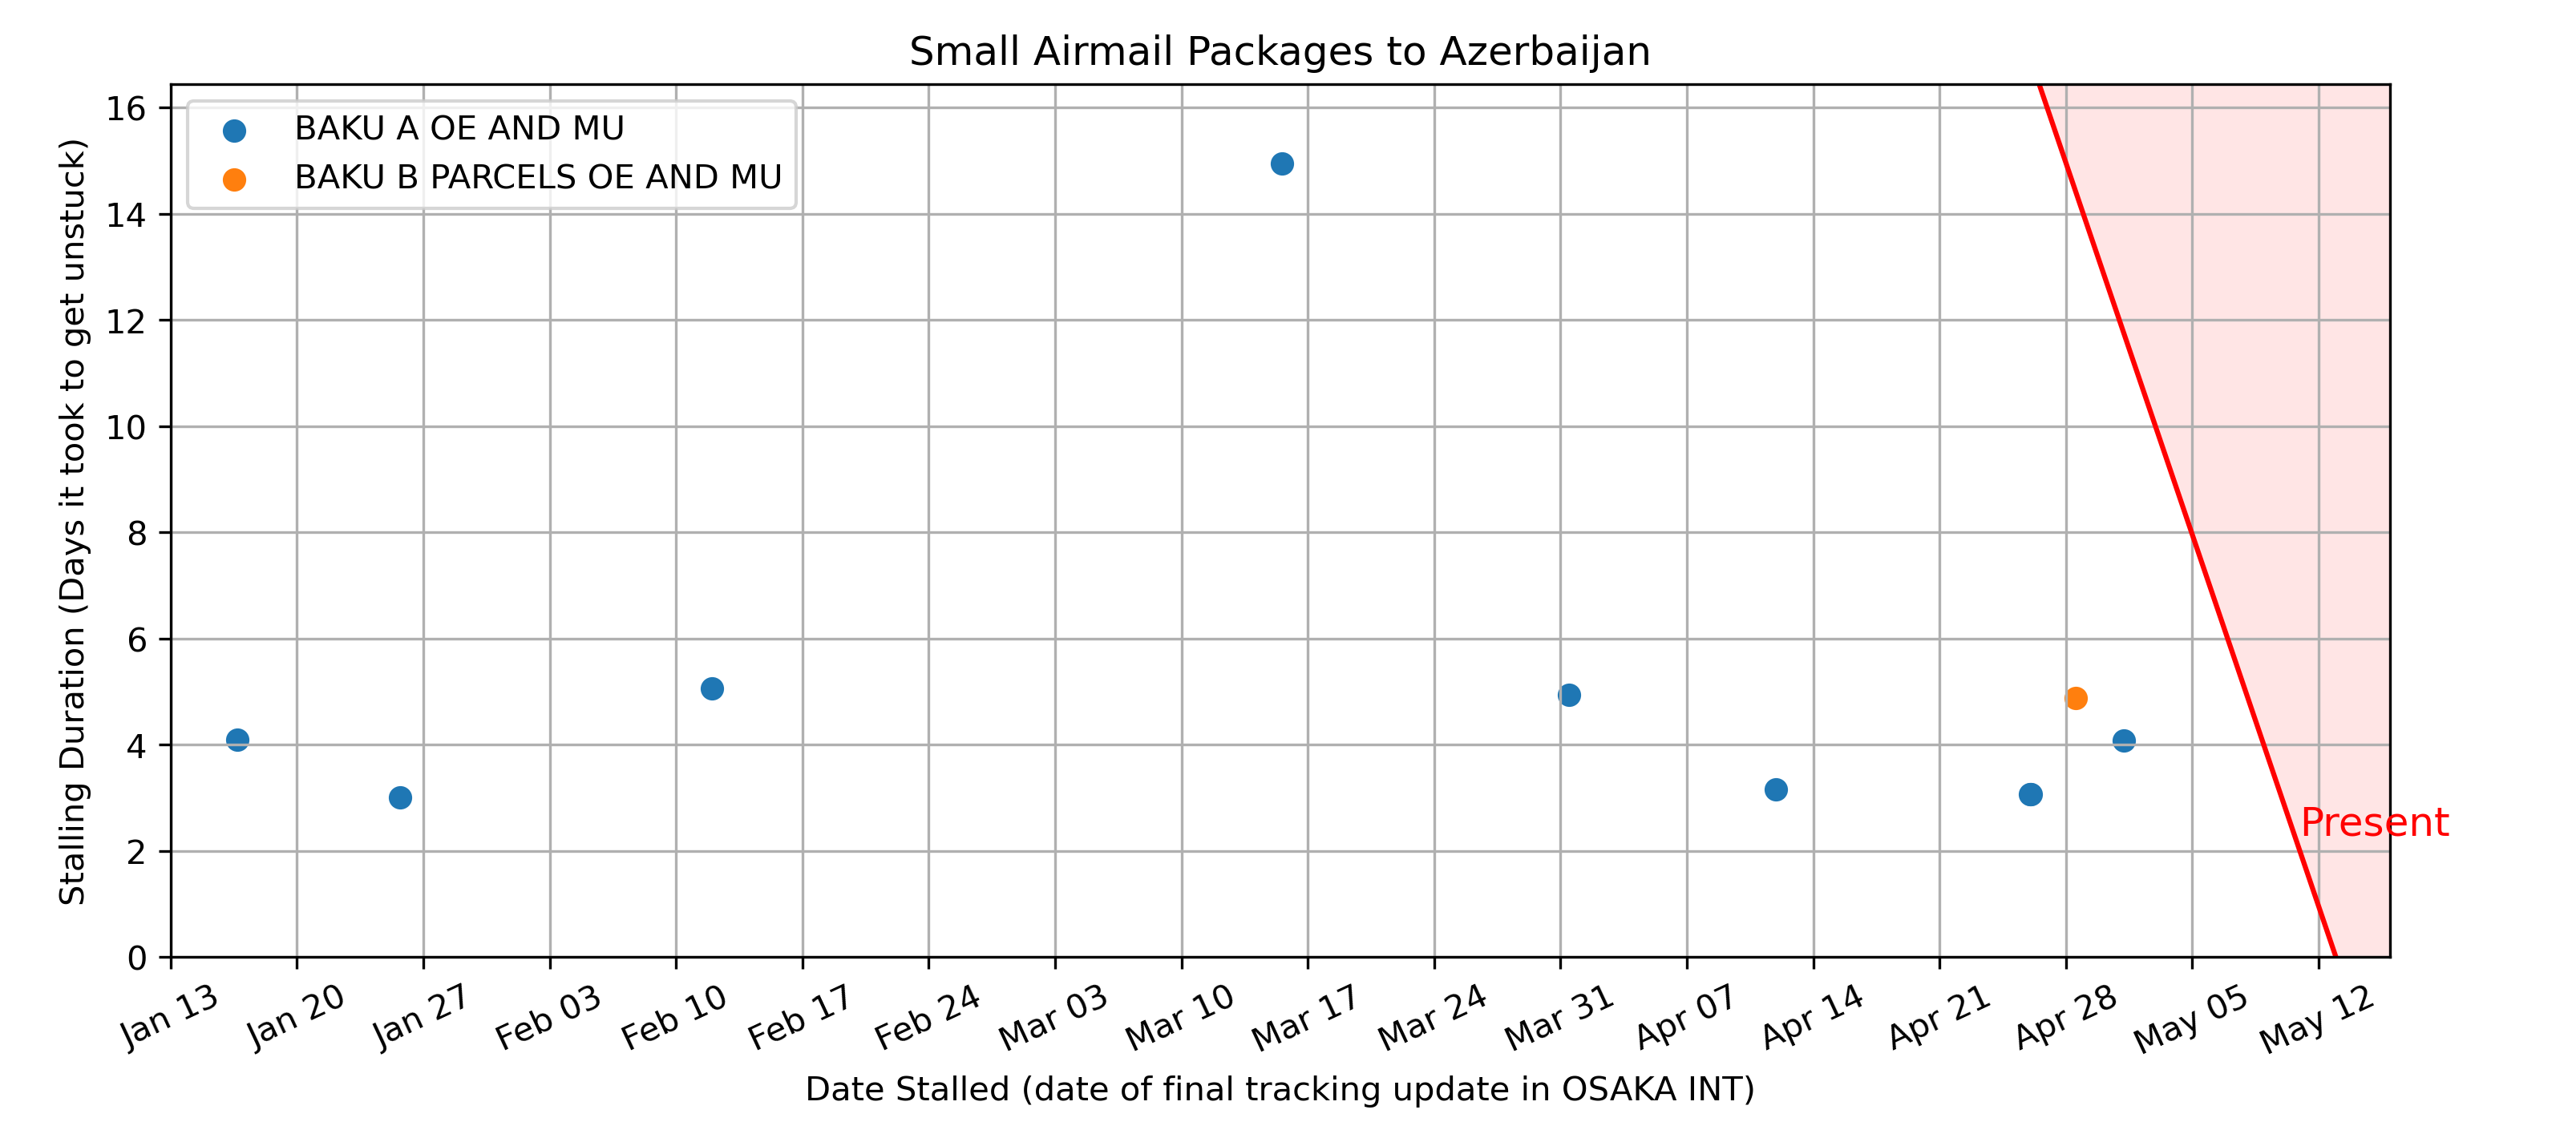 Small Airmail Packages to Azerbaijan
BAKU A OE AND MU
BAKU B PARCELS OE AND MU
Stalling Duration (Days it took to get unstuck)
16
14
12
10
8
6
4
2
0
Present
Jan 13
Jan 20
Jan 27
Feb 03
Feb 10
Feb 17
Feb 24
Mar 03
Mar 10
Mar 17
Mar 24
Mar 31
Apr 07
Apr 14
Apr 21
Apr 28
May 05
May 12
Date Stalled (date of final tracking update in OSAKA INT)